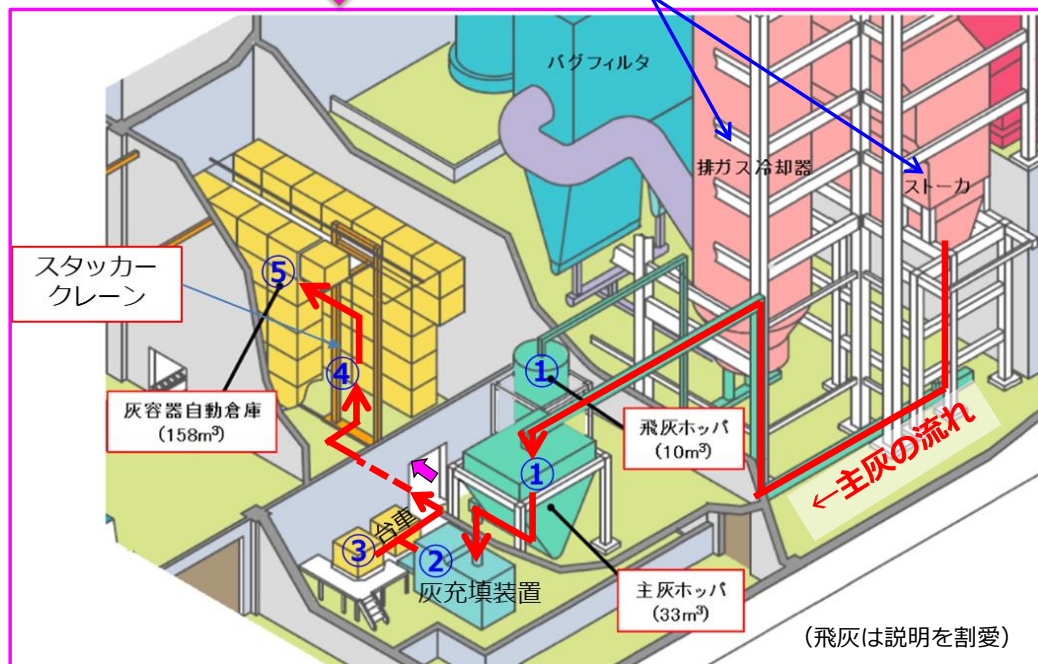 バグフィルタ
排ガス冷却器
ストーカ
スタッカー
クレーン
⑤
④
①
灰容器自動倉庫
(158m³)
飛灰ホッパ
(10m³)
←主灰の流れ
①
台車
③
②
灰充填装置
主灰ホッパ
(33m³)
(飛灰は説明を割愛)